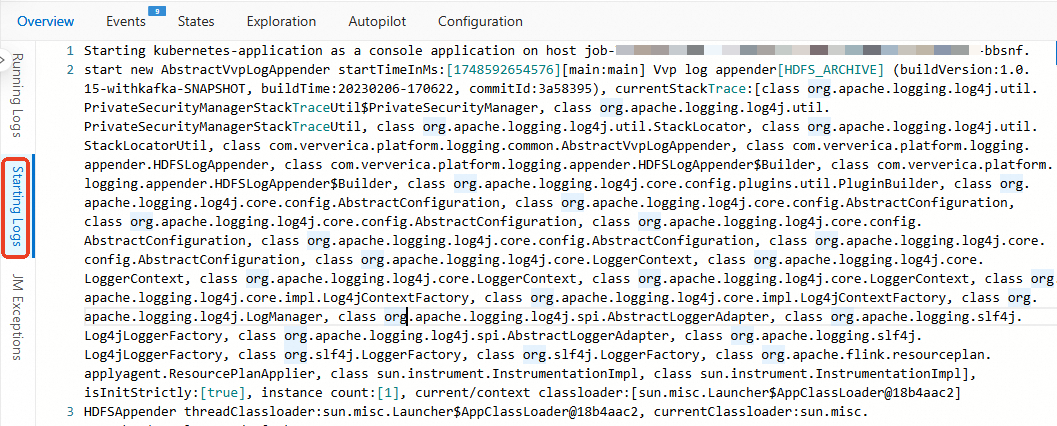 Overview Events 9 States Exploration Autopilot Configuration
Running Logs
Starting Logs
JM Exceptions
1 Starting kubernetes-application as a console application on host job- -bbsnf.
2 start new AbstractVvpLogAppender startTimeInMs:[1748592654576][main:main] Vvp log appender[HDFS_ARCHIVE] (buildVersion:1.0.
15-withkafka-SNAPSHOT, buildTime:20230206-170622, commitId:3a58395), currentStackTrace:[class org.apache.logging.log4j.util.
PrivateSecurityManagerStackTraceUtil$PrivateSecurityManager, class org.apache.logging.log4j.util.
PrivateSecurityManagerStackTraceUtil, class org.apache.logging.log4j.util.StackLocator, class org.apache.logging.log4j.util.
StackLocatorUtil, class com.ververica.platform.logging.common.AbstractVvpLogAppender, class com.ververica.platform.logging.
appender.HDFSLogAppender, class com.ververica.platform.logging.appender.HDFSLogAppender$Builder, class com.ververica.platform.
logging.appender.HDFSLogAppender$Builder, class org.apache.logging.log4j.core.config.plugins.util.PluginBuilder, class org.
apache.logging.log4j.core.config.AbstractConfiguration, class org.apache.logging.log4j.core.config.AbstractConfiguration,
class org.apache.logging.log4j.core.config.AbstractConfiguration, class org.apache.logging.log4j.core.config.
AbstractConfiguration, class org.apache.logging.log4j.core.config.AbstractConfiguration, class org.apache.logging.log4j.core.
config.AbstractConfiguration, class org.apache.logging.log4j.core.LoggerContext, class org.apache.logging.log4j.core.
LoggerContext, class org.apache.logging.log4j.core.LoggerContext, class org.apache.logging.log4j.core.LoggerContext, class org.
apache.logging.log4j.core.impl.Log4jContextFactory, class org.apache.logging.log4j.core.impl.Log4jContextFactory, class org.
apache.logging.log4j.LogManager, class org.apache.logging.log4j.spi.AbstractLoggerAdapter, class org.apache.logging.slf4j.
Log4jLoggerFactory, class org.apache.logging.log4j.spi.AbstractLoggerAdapter, class org.apache.logging.slf4j.
Log4jLoggerFactory, class org.slf4j.LoggerFactory, class org.slf4j.LoggerFactory, class org.apache.flink.resourceplan.
applyagent.ResourcePlanApplier, class sun.instrument.InstrumentationImpl, class sun.instrument.InstrumentationImpl],
isInitStrictly:[true], instance count:[1], current/context classloader:[sun.misc.Launcher$AppClassLoader@18b4aac2]
3 HDFSAppender threadClassloader:sun.misc.Launcher$AppClassLoader@18b4aac2, currentClassloader:sun.misc.